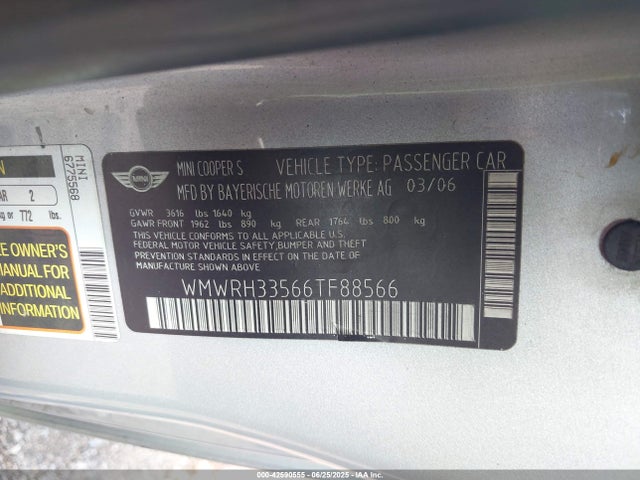 MINI COOPER S VEHICLE TYPE: PASSENGER CAR
MFD BY BAYERISCHE MOTOREN WERKE AG 03/06
MINI
GVWR 3616 lbs 1640 kg
GAWR FRONT 1962 lbs 890 kg REAR 1764 lbs 800 kg
THIS VEHICLE CONFORMS TO ALL APPLICABLE U.S.
FEDERAL MOTOR VEHICLE SAFETY,BUMPER AND THEFT
PREVENTION STANDARDS IN EFFECT ON THE DATE OF
MANUFACTURE SHOWN ABOVE.
WMWRH33566TF88566
MINI
6775568
2
kg or 772 lbs.
OWNER'S
MANUAL FOR
ADDITIONAL
INFORMATION
000-42590555 - 06/25/2025 - IAA Inc.